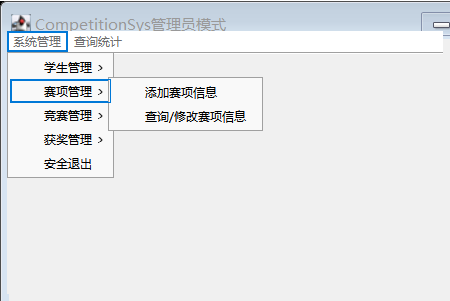 CompetitionSys管理员模式
系统管理 查询统计
学生管理 >
赛项管理 >
添加赛项信息
竞赛管理 >
查询/修改赛项信息
获奖管理 >
安全退出